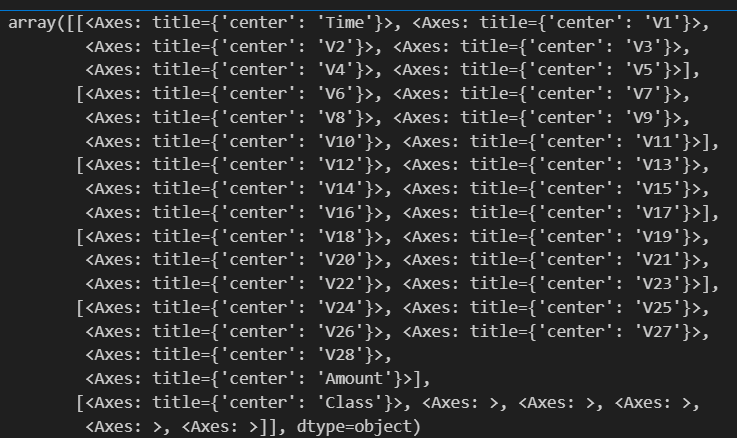 array([[<Axes: title={'center': 'Time'}>, <Axes: title={'center': 'V1'}>,
<Axes: title={'center': 'V2'}>, <Axes: title={'center': 'V3'}>,
<Axes: title={'center': 'V4'}>, <Axes: title={'center': 'V5'}>],
[<Axes: title={'center': 'V6'}>, <Axes: title={'center': 'V7'}>,
<Axes: title={'center': 'V8'}>, <Axes: title={'center': 'V9'}>,
<Axes: title={'center': 'V10'}>, <Axes: title={'center': 'V11'}>],
[<Axes: title={'center': 'V12'}>, <Axes: title={'center': 'V13'}>,
<Axes: title={'center': 'V14'}>, <Axes: title={'center': 'V15'}>,
<Axes: title={'center': 'V16'}>, <Axes: title={'center': 'V17'}>],
[<Axes: title={'center': 'V18'}>, <Axes: title={'center': 'V19'}>,
<Axes: title={'center': 'V20'}>, <Axes: title={'center': 'V21'}>,
<Axes: title={'center': 'V22'}>, <Axes: title={'center': 'V23'}>],
[<Axes: title={'center': 'V24'}>, <Axes: title={'center': 'V25'}>,
<Axes: title={'center': 'V26'}>, <Axes: title={'center': 'V27'}>,
<Axes: title={'center': 'V28'}>,
<Axes: title={'center': 'Amount'}>],
[<Axes: title={'center': 'Class'}>, <Axes: >, <Axes: >, <Axes: >,
<Axes: >, <Axes: >]], dtype=object)